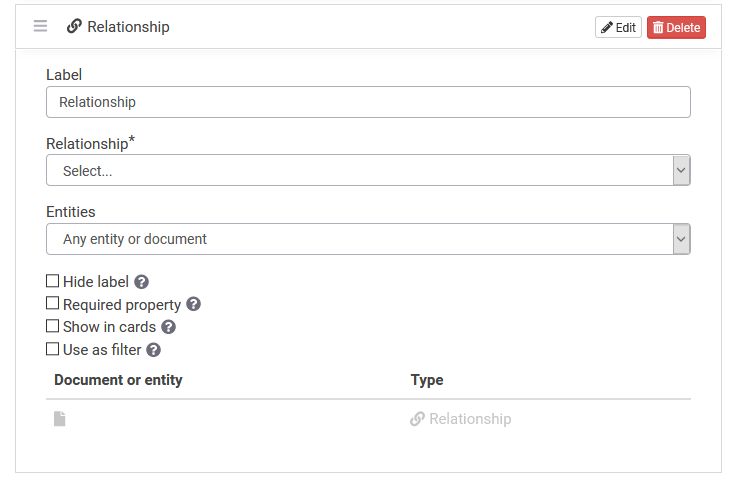 Relationship
Edit
Delete
Label
Relationship
Relationship*
Select...
Entities
Any entity or document
Hide label ?
Required property ?
Show in cards ?
Use as filter ?
Document or entity
Type
Relationship